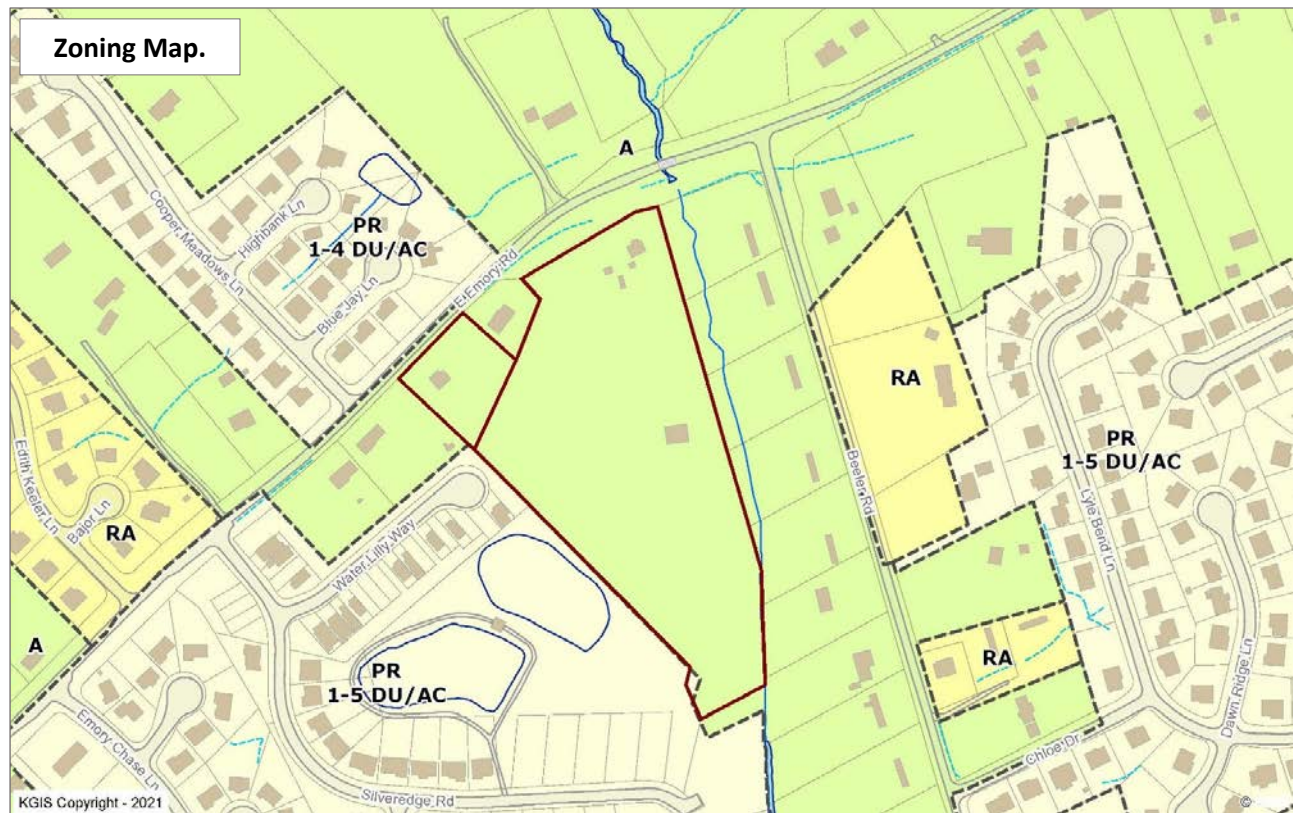 Zoning Map.
A
Cooper Meadows Ln
Highbank Ln
PR
1-4 DU/AC
Blue Jay Ln
E Emory Rd
RA
PR
1-5 DU/AC
Lyle Bend Ln
Beeler Rd
Edith Keeler Ln
Bajor Ln
RA
Water Lilly Way
A
PR
1-5 DU/AC
RA
Dawn Ridge Ln
Emory Chase Ln
Chloe Dr
Silveredge Rd
KGIS Copyright - 2021
©